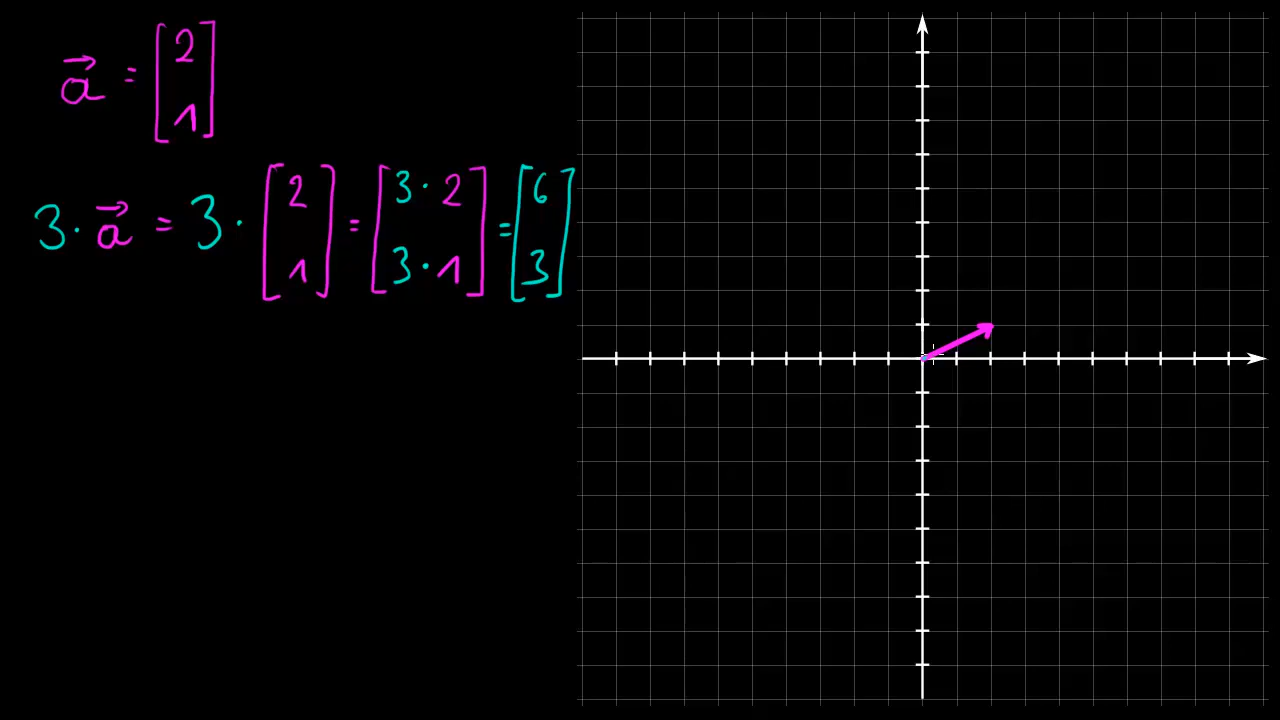 a⃗ = [2 1]
3 · a⃗ = 3 · [2 1] = [3 · 2 3 · 1] = [6 3]